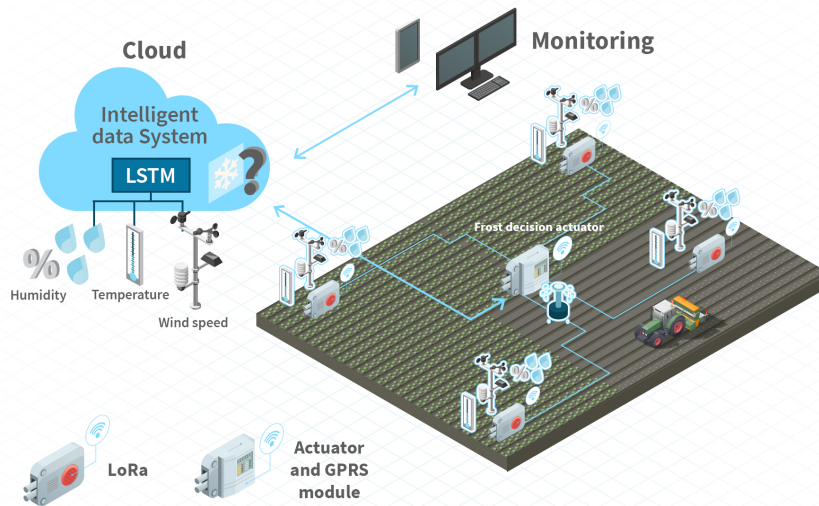 Cloud
Monitoring
Intelligent
data System
LSTM
?
%
Humidity
Temperature
Wind speed
%
%
%
%
Frost decision actuator
LoRa
Actuator
and GPRS
module